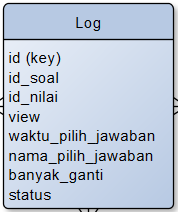 Log
id (key)
id_soal
id_nilai
view
waktu_pilih_jawaban
nama_pilih_jawaban
banyak_ganti
status